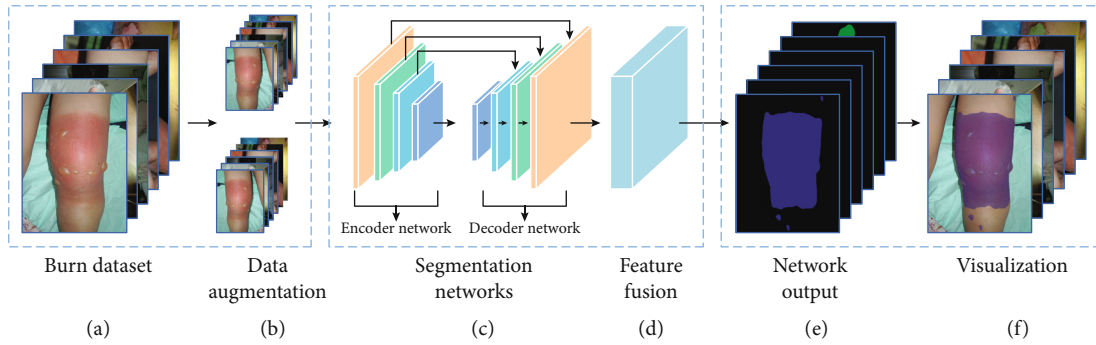 Encoder network
Decoder network
Burn dataset
Data
augmentation
Segmentation
networks
Feature
fusion
Network
output
Visualization
(a)
(b)
(c)
(d)
(e)
(f)